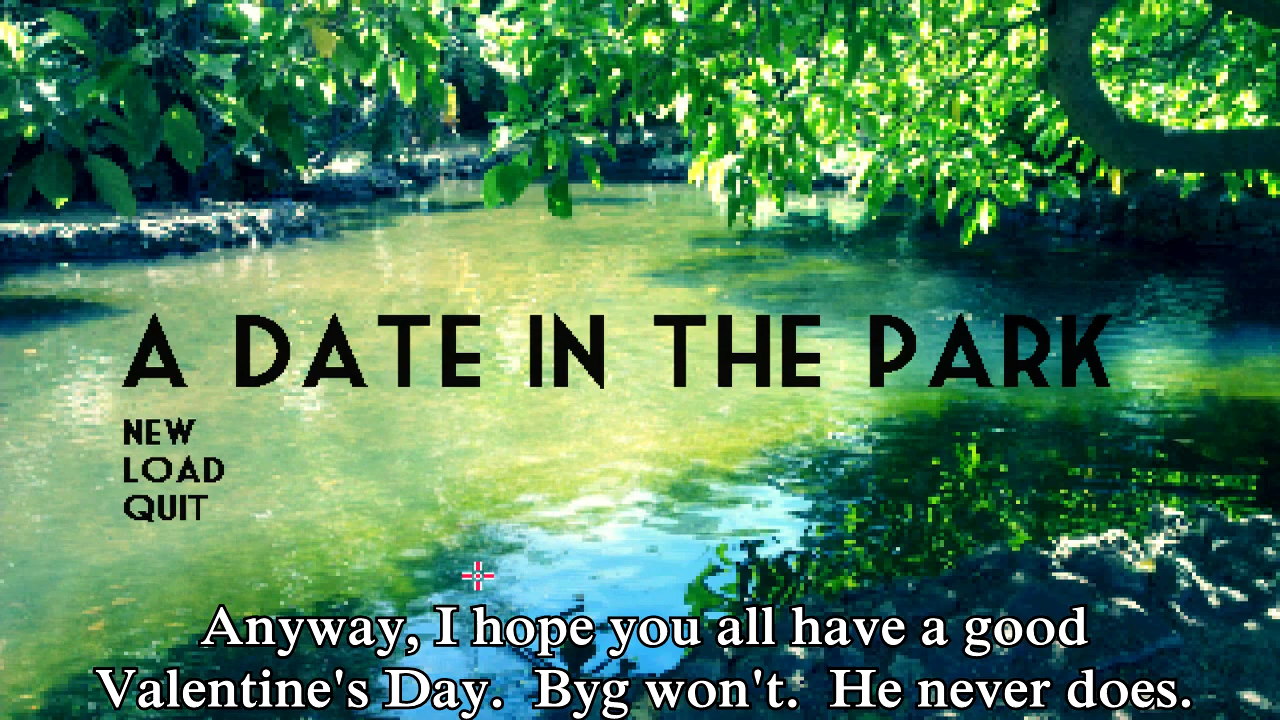 A DATE IN THE PARK
NEW
LOAD
QUIT
Anyway, I hope you all have a good
Valentine's Day.  Byg won't.  He never does.